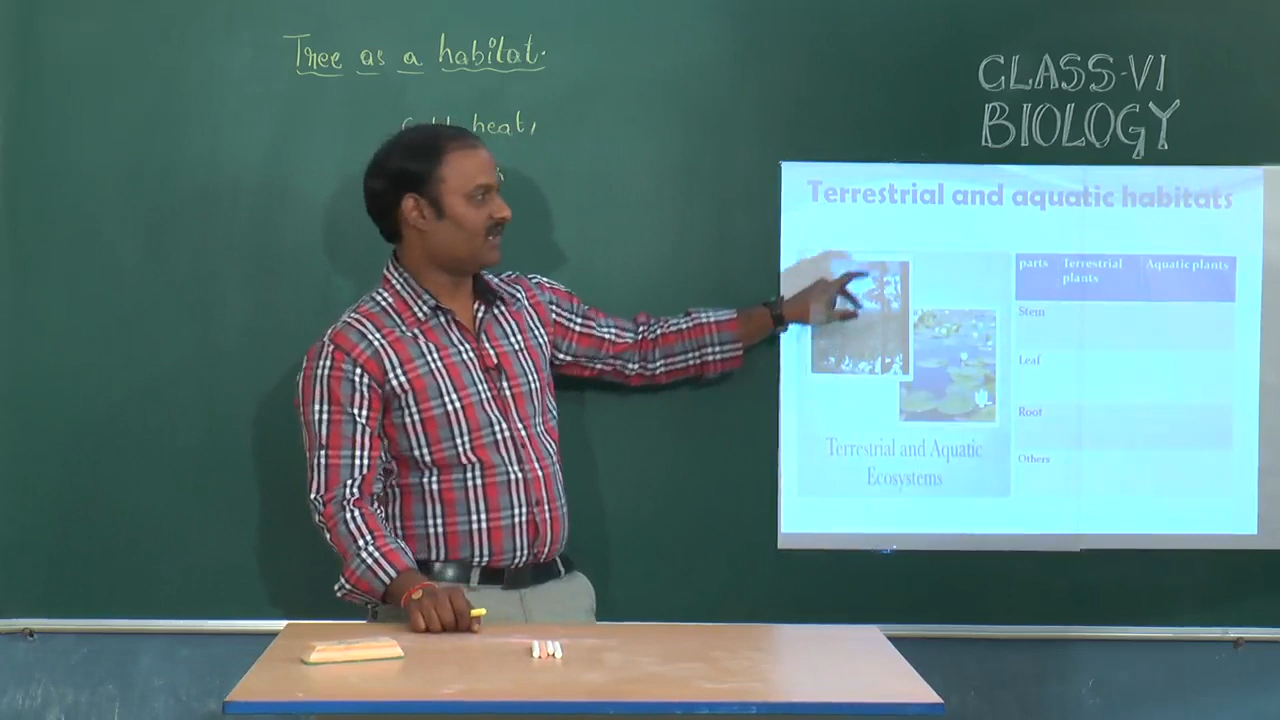 Tree as a habitat.
heat,
CLASS-VI
BIOLOGY
Terrestrial and aquatic habitats
parts Terrestrial plants Aquatic plants
Stem
Leaf
Root
Others
Terrestrial and Aquatic
Ecosystems